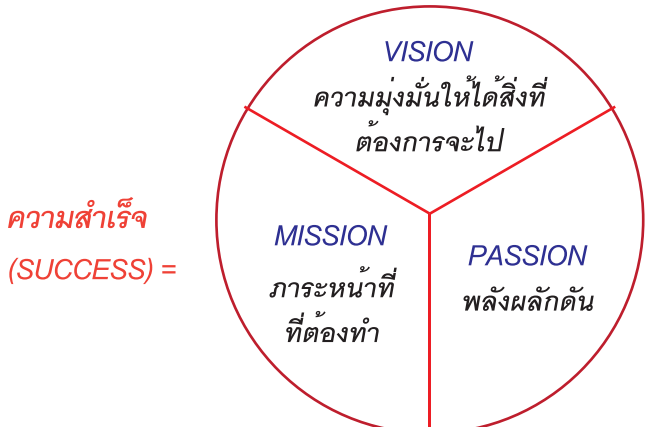 VISION
ความมุ่งมั่นให้ได้สิ่งที่
ต้องการจะไป
ความสำเร็จ
(SUCCESS) =
MISSION
ภาระหน้าที่
ที่ต้องทำ
PASSION
พลังผลักดัน